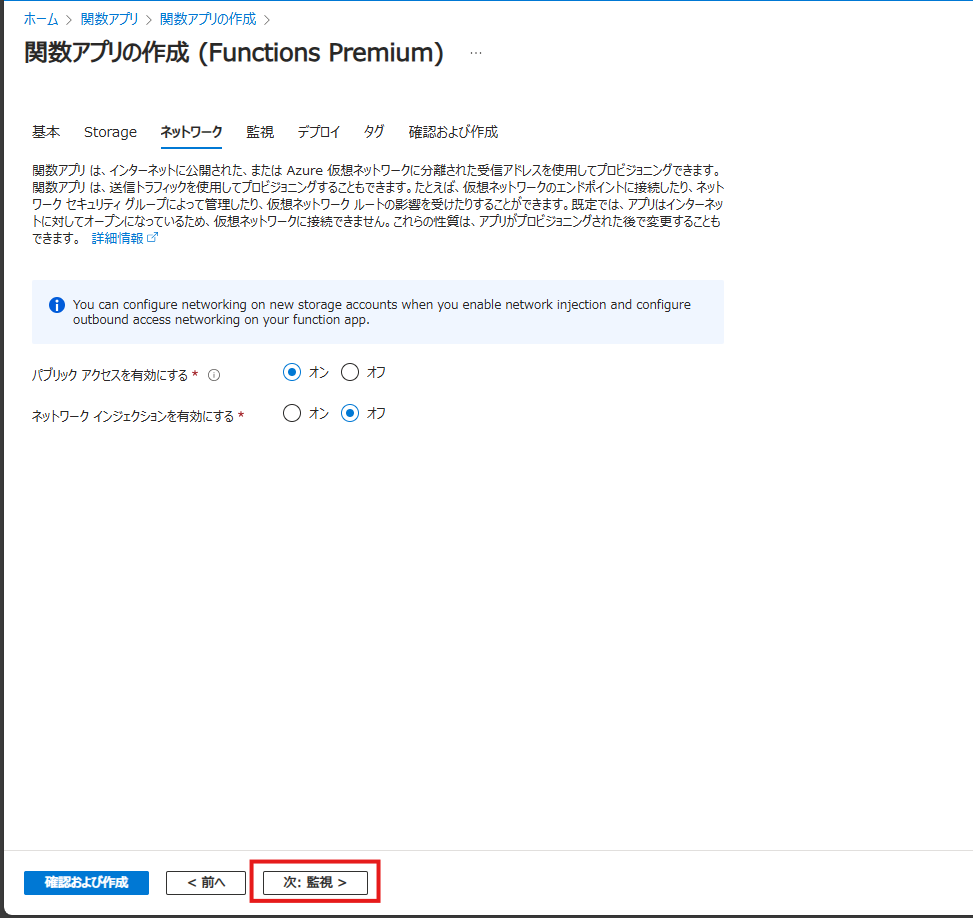 ホーム > 関数アプリ > 関数アプリの作成 >
関数アプリの作成 (Functions Premium) …
基本 Storage ネットワーク 監視 デプロイ タグ 確認および作成
関数アプリ は、インターネットに公開された、または Azure 仮想ネットワークに分離された受信アドレスを使用してプロビジョニングできます。
関数アプリ は、送信トラフィックを使用してプロビジョニングすることもできます。たとえば、仮想ネットワークのエンドポイントに接続したり、ネット
ワーク セキュリティ グループによって管理したり、仮想ネットワーク ルートの影響を受けたりすることができます。既定では、アプリはインターネッ
トに対してオープンになっているため、仮想ネットワークに接続できません。これらの性質は、アプリがプロビジョニングされた後で変更することも
できます。 詳細情報
You can configure networking on new storage accounts when you enable network injection and configure
outbound access networking on your function app.
パブリック アクセスを有効にする * オン オフ
ネットワーク インジェクションを有効にする * オン オフ
確認および作成 < 前へ 次: 監視 >